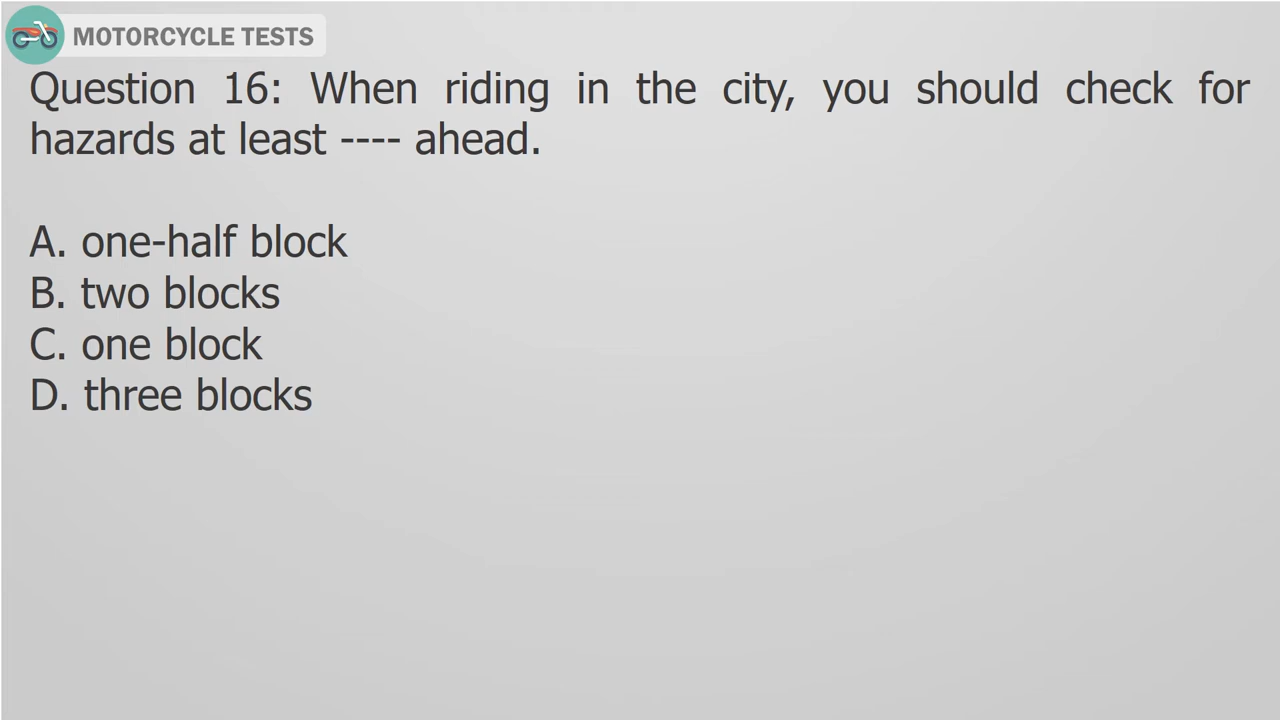 MOTORCYCLE TESTS
Question 16: When riding in the city, you should check for
hazards at least ---- ahead.
A. one-half block
B. two blocks
C. one block
D. three blocks